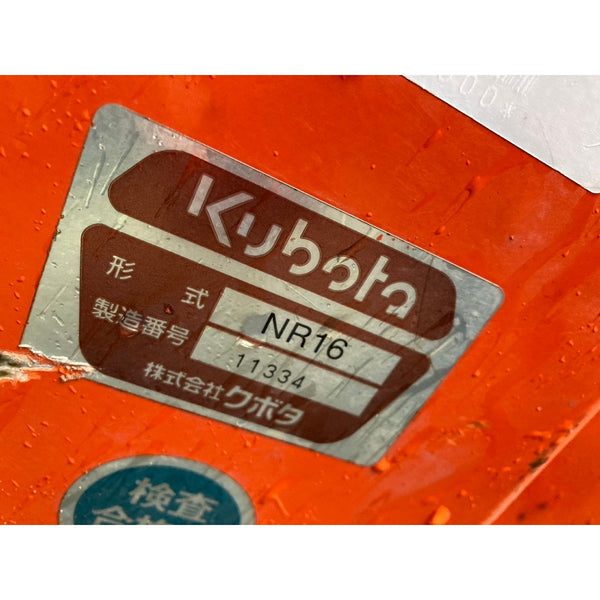 Kubota
形 式 NR16
製造番号 11334
株式会社クボタ
検査